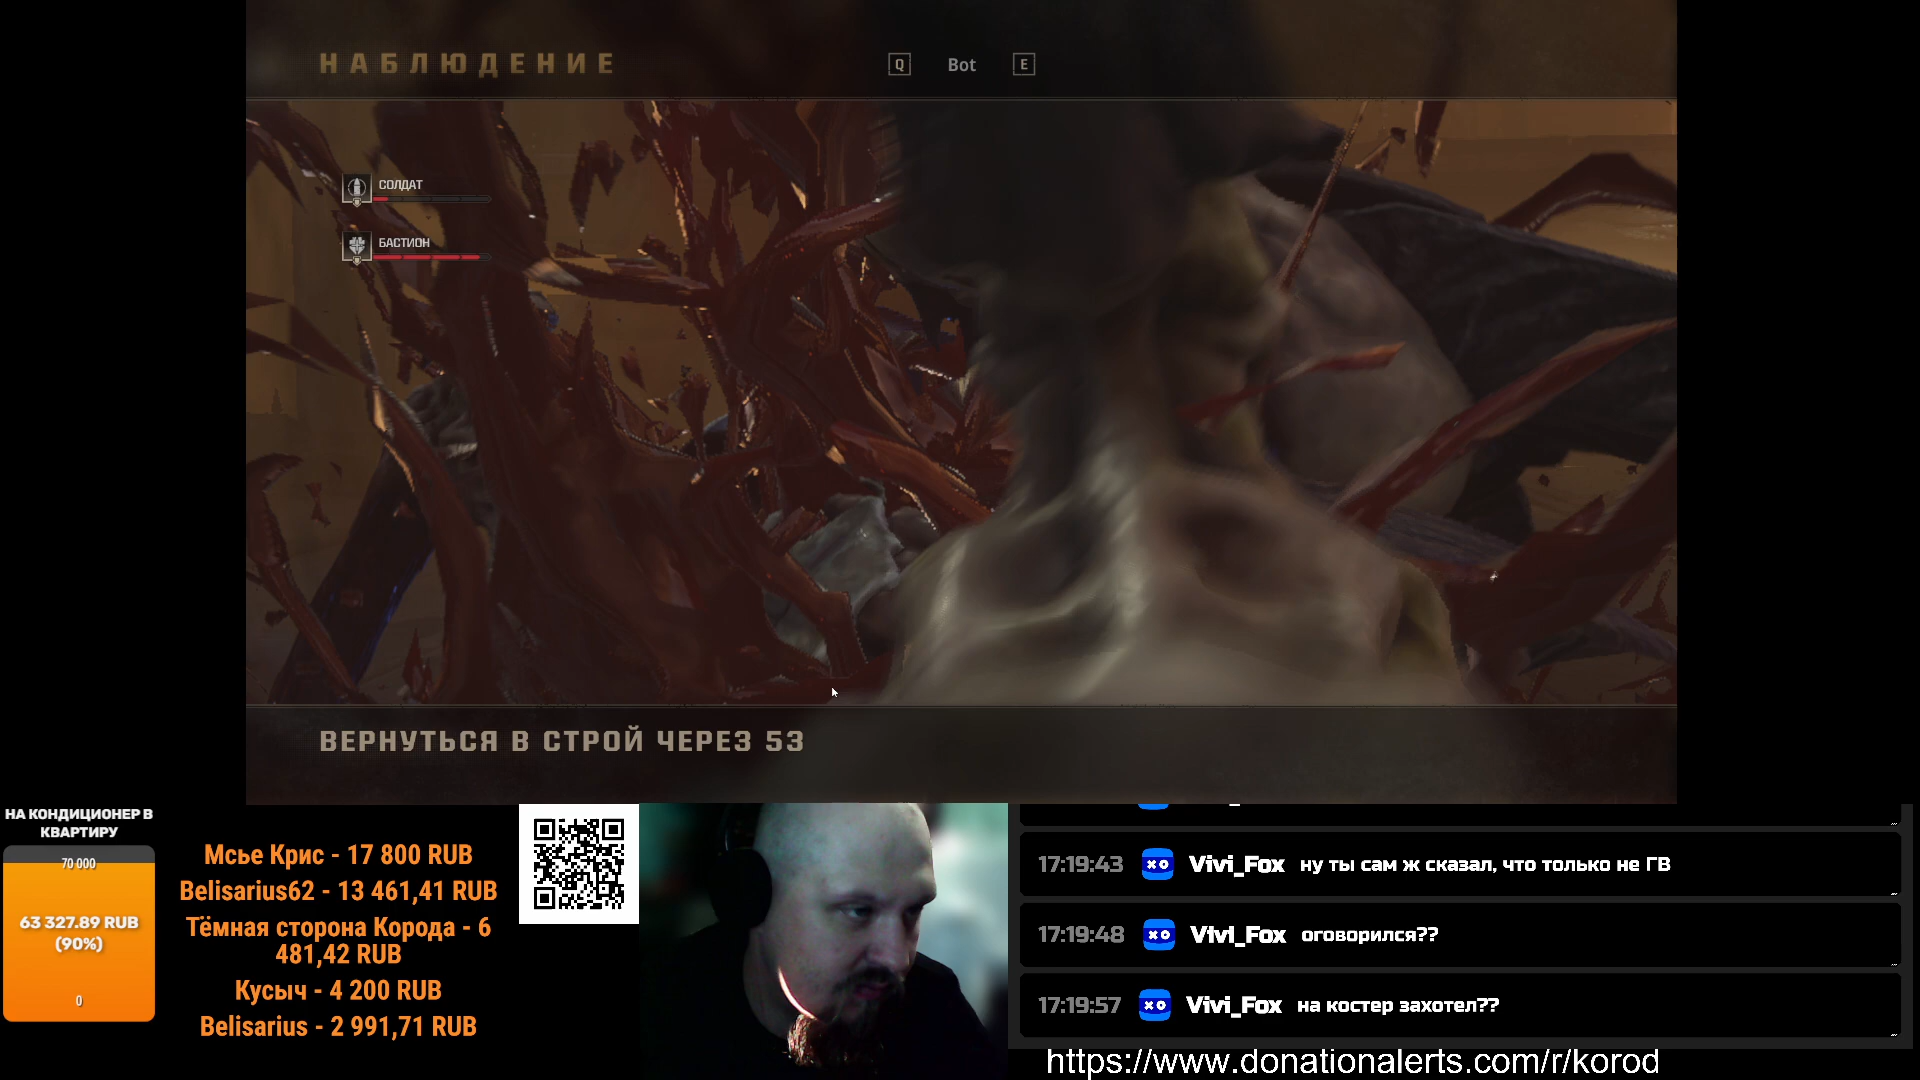 НАБЛЮДЕНИЕ
Q Bot E
СОЛДАТ
БАСТИОН
ВЕРНУТЬСЯ В СТРОЙ ЧЕРЕЗ 53
НА КОНДИЦИОНЕР В
КВАРТИРУ
70 000
63 327.89 RUB
(90%)
0
Мсье Крис - 17 800 RUB
Belisarius62 - 13 461,41 RUB
Тёмная сторона Корода - 6
481,42 RUB
Кусыч - 4 200 RUB
Belisarius - 2 991,71 RUB
17:19:43 Vivi_Fox ну ты сам ж сказал, что только не ГВ
17:19:48 Vivi_Fox оговорился??
17:19:57 Vivi_Fox на костер захотел??
https://www.donationalerts.com/r/korod